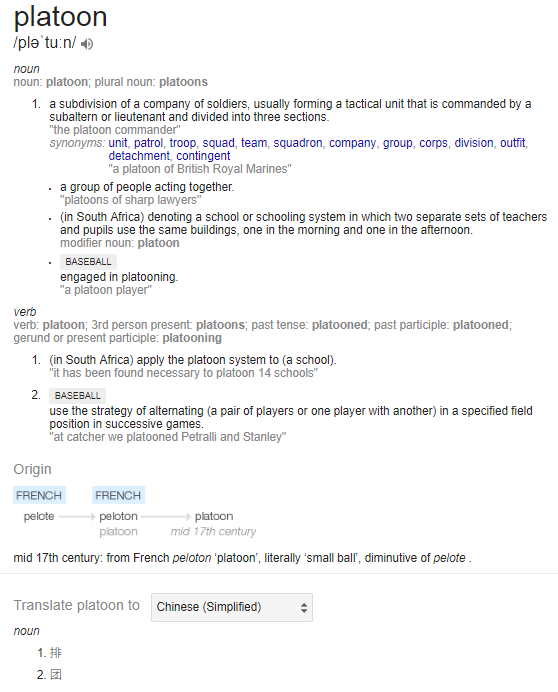 platoon
/pləˈtuːn/
noun
noun: platoon; plural noun: platoons
1. a subdivision of a company of soldiers, usually forming a tactical unit that is commanded by a
subaltern or lieutenant and divided into three sections.
"the platoon commander"
synonyms: unit, patrol, troop, squad, team, squadron, company, group, corps, division, outfit,
detachment, contingent
"a platoon of British Royal Marines"
• a group of people acting together.
"platoons of sharp lawyers"
• (in South Africa) denoting a school or schooling system in which two separate sets of teachers
and pupils use the same buildings, one in the morning and one in the afternoon.
modifier noun: platoon
• BASEBALL
engaged in platooning.
"a platoon player"
verb
verb: platoon; 3rd person present: platoons; past tense: platooned; past participle: platooned;
gerund or present participle: platooning
1. (in South Africa) apply the platoon system to (a school).
"it has been found necessary to platoon 14 schools"
2. BASEBALL
use the strategy of alternating (a pair of players or one player with another) in a specified field
position in successive games.
"at catcher we platooned Petralli and Stanley"
Origin
FRENCH FRENCH
pelote peloton platoon
platoon mid 17th century
mid 17th century: from French peloton ‘platoon’, literally ‘small ball’, diminutive of pelote .
Translate platoon to Chinese (Simplified)
noun
1. 排
2. 团